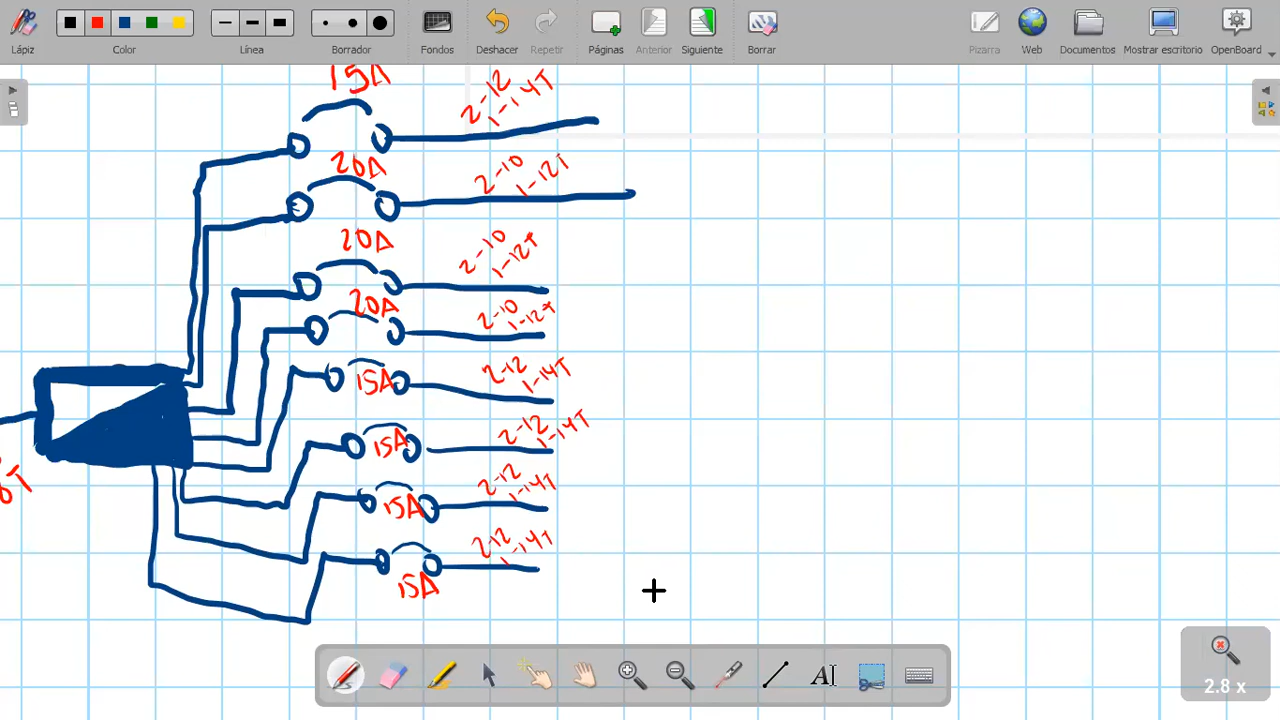 Lápiz
Color
Línea
Borrador
Fondos
Deshacer
Repetir
Páginas
Anterior
Siguiente
Borrar
Pizarra
Web
Documentos
Mostrar escritorio
OpenBoard
15A
2-12
1-14T
20A
2-10
1-12T
20A
2-10
1-12T
20A
2-10
1-12T
15A
2-12
1-14T
15A
2-12
1-14T
15A
2-12
1-14T
15A
2-12
1-14T
8T
AI
2.8 x